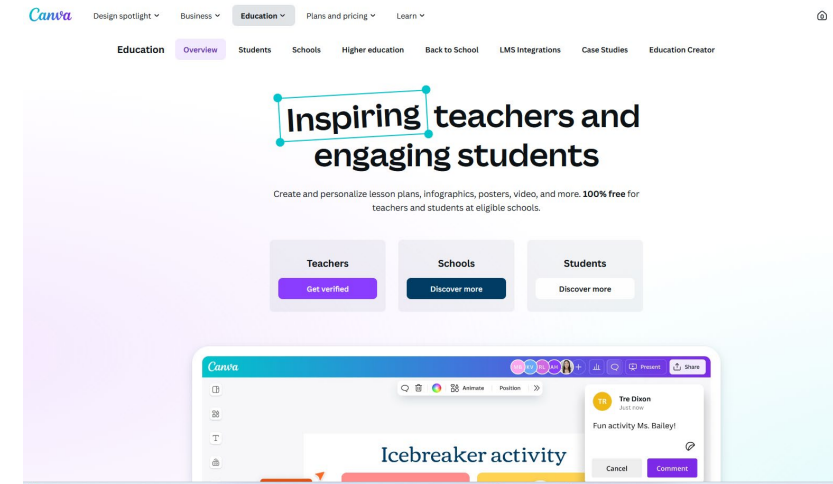 Canva
Design spotlight
Business
Education
Plans and pricing
Learn
Education
Overview
Students
Schools
Higher education
Back to School
LMS Integrations
Case Studies
Education Creator
Inspiring teachers and
engaging students
Create and personalize lesson plans, infographics, posters, video, and more. 100% free for
teachers and students at eligible schools.
Teachers
Get verified
Schools
Discover more
Students
Discover more
Canva
Present
Share
Animate
Position
TR
Tre Dixon
Just now
Fun activity Ms. Bailey!
Icebreaker activity
Cancel
Comment